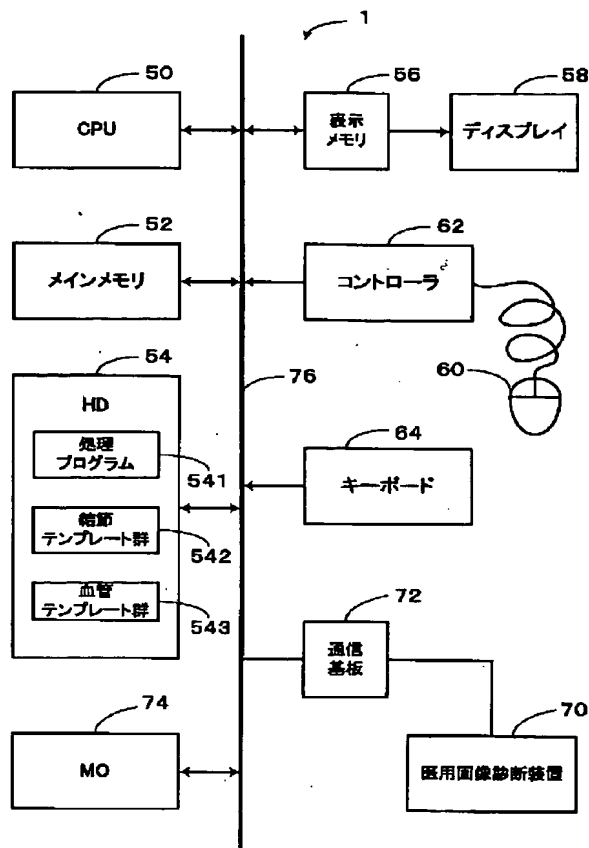 1
50
CPU
56
表示
メモリ
58
ディスプレイ
52
メインメモリ
62
コントローラ
60
54
HD
処理
プログラム
541
結節
テンプレート群
542
血管
テンプレート群
543
76
64
キーボード
72
通信
基板
74
MO
70
医用画像診断装置